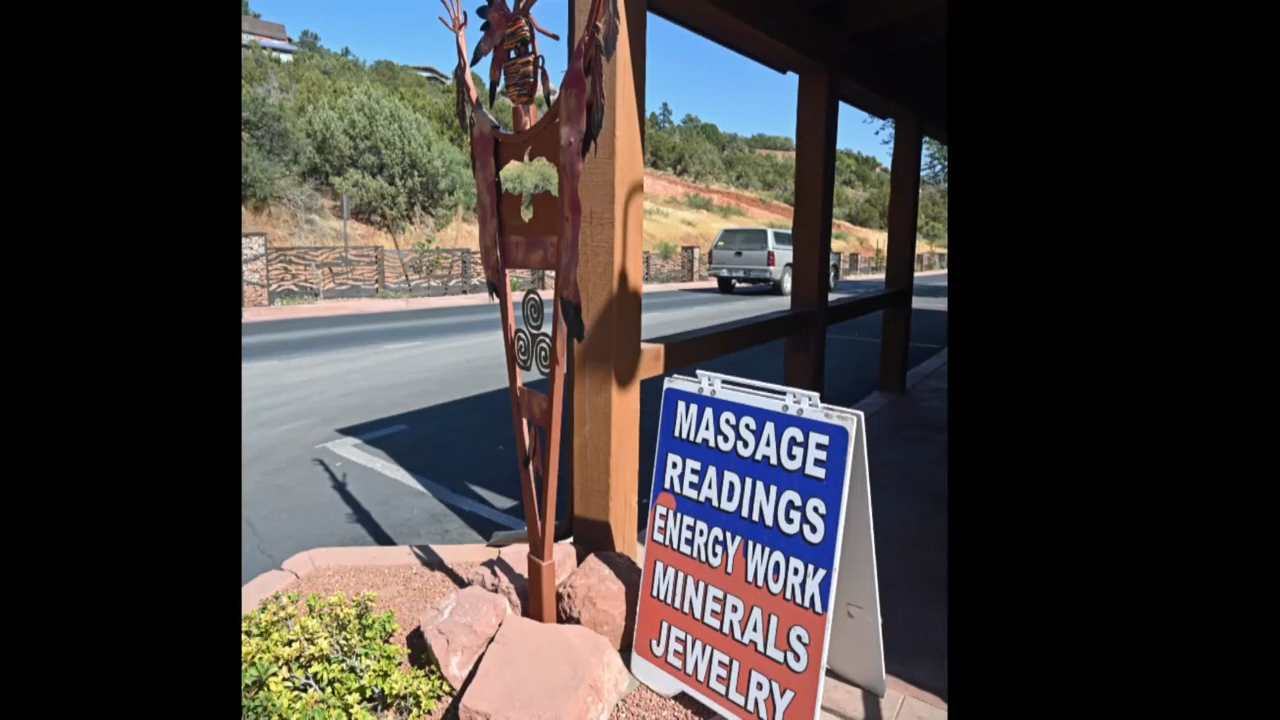 MASSAGE
READINGS
ENERGY WORK
MINERALS
JEWELRY